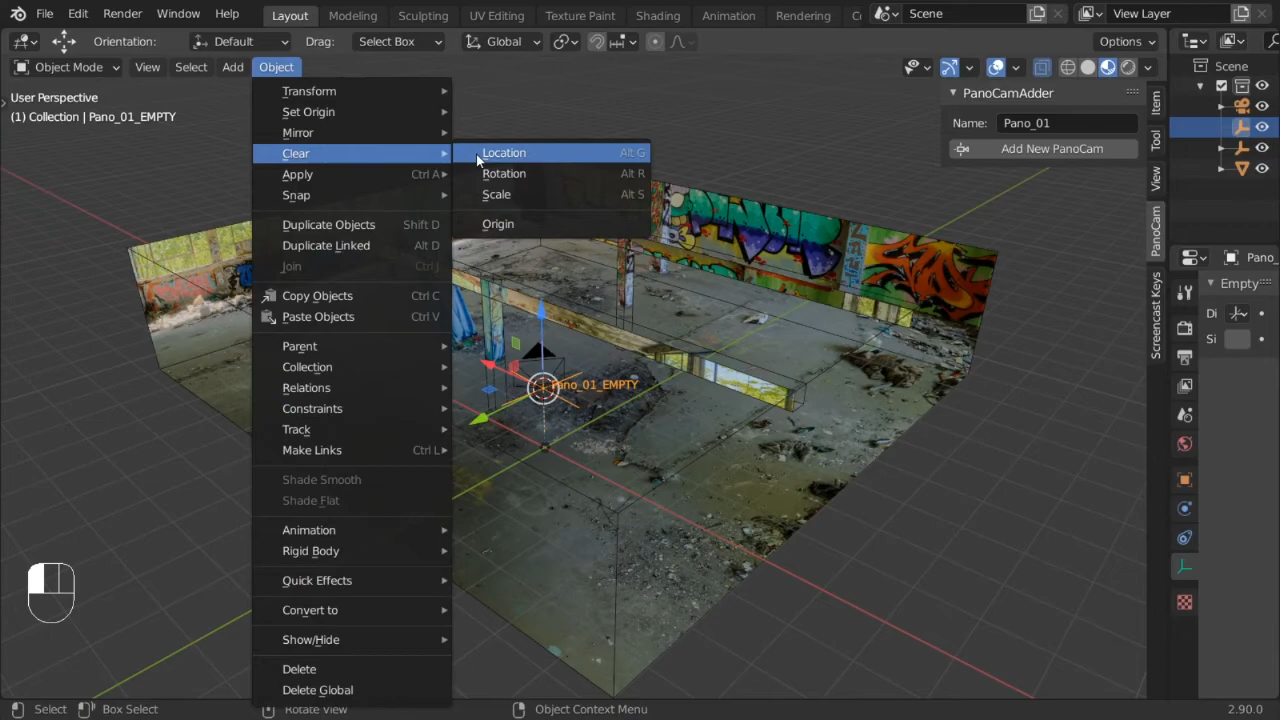 File Edit Render Window Help Layout Modeling Sculpting UV Editing Texture Paint Shading Animation Rendering Scene View Layer
Orientation: Default Drag: Select Box Global Options
Object Mode View Select Add Object Scene
User Perspective
(1) Collection | Pano_01_EMPTY
Transform
Set Origin
Mirror
Clear
Apply Ctrl A
Snap
Duplicate Objects Shift D
Duplicate Linked Alt D
Join Ctrl J
Copy Objects Ctrl C
Paste Objects Ctrl V
Parent
Collection
Relations
Constraints
Track
Make Links Ctrl L
Shade Smooth
Shade Flat
Animation
Rigid Body
Quick Effects
Convert to
Show/Hide
Delete
Delete Global
Location Alt G
Rotation Alt R
Scale Alt S
Origin
Pano_01_EMPTY
PanoCamAdder
Name: Pano_01
Add New PanoCam
Item
Tool
View
PanoCam
Screencast Keys
Pano_
Empty
Di
Si
Select Box Select Rotate View Object Context Menu 2.90.0